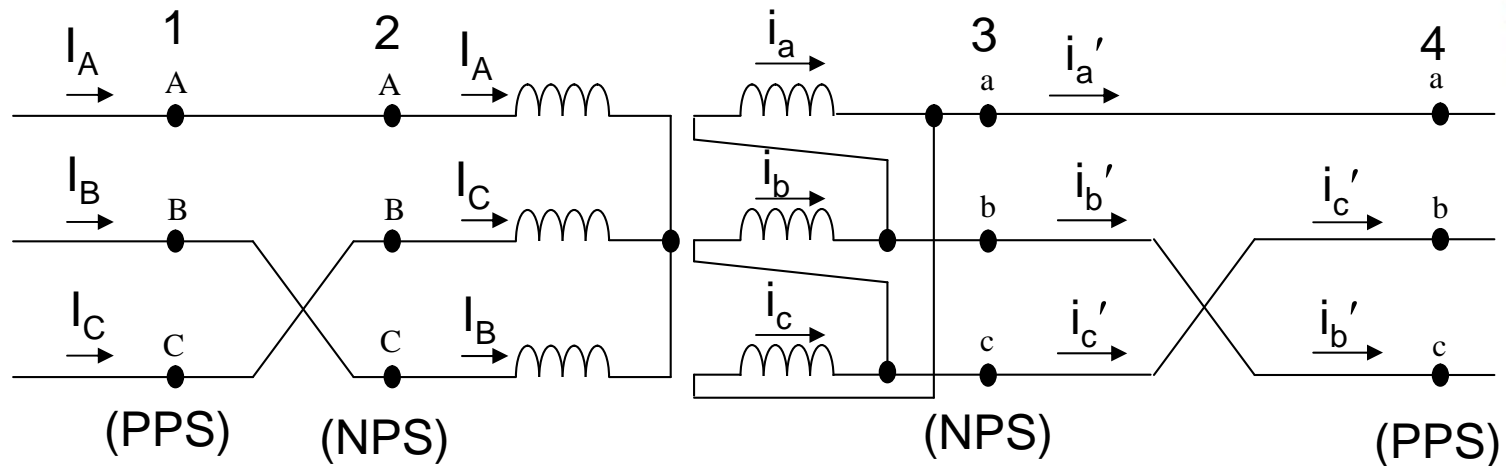 1 2 3 4
I_A A A I_A i_a a i_a′ a
I_B B B I_C i_b b i_b′ i_c′ b
I_C C C I_B i_c c i_c′ i_b′ c
(PPS) (NPS) (NPS) (PPS)